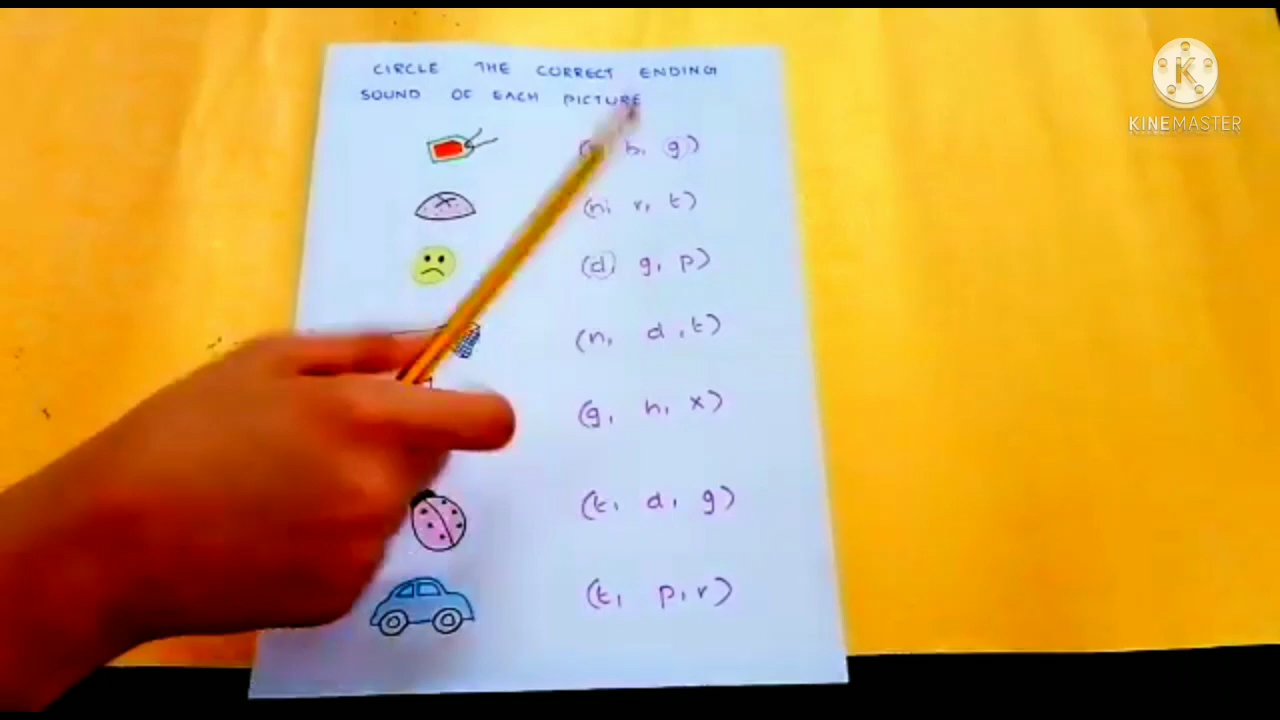 CIRCLE THE CORRECT ENDING
SOUND OF EACH PICTURE
KINEMASTER
h, g)
(n, r, t)
(d, g, p)
(n, d, t)
(g, n, x)
(t, d, g)
(t, p, r)